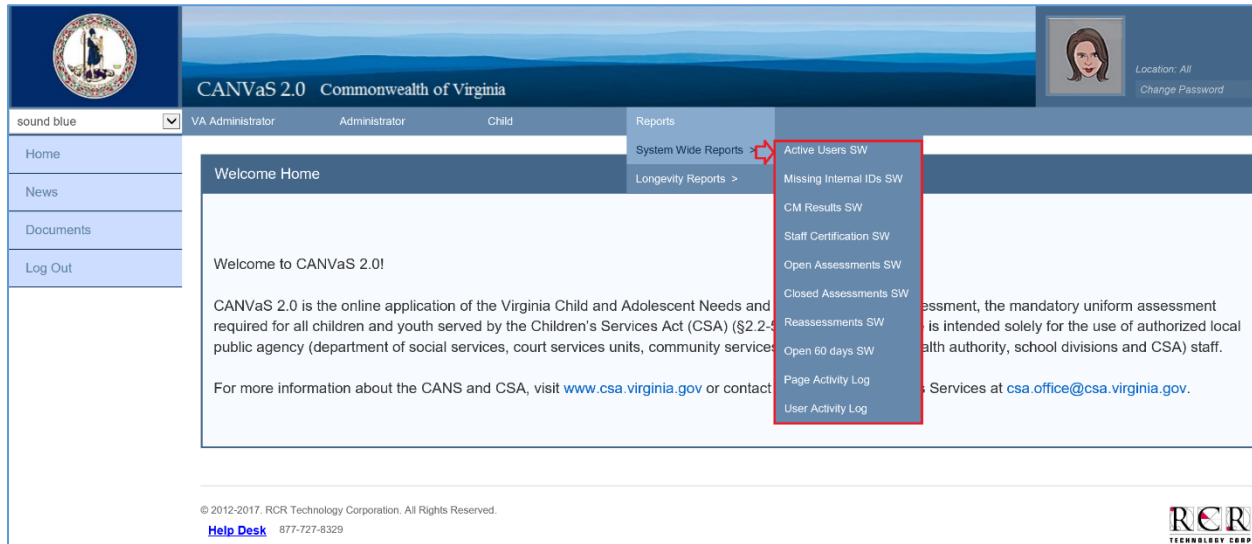 CANVaS 2.0 Commonwealth of Virginia
Location: All
Change Password
sound blue
VA Administrator Administrator Child Reports
Home
News
Documents
Log Out
System Wide Reports >
Longevity Reports >
Active Users SW
Missing Internal IDs SW
CM Results SW
Staff Certification SW
Open Assessments SW
Closed Assessments SW
Reassessments SW
Open 60 days SW
Page Activity Log
User Activity Log
Welcome Home
Welcome to CANVaS 2.0!
CANVaS 2.0 is the online application of the Virginia Child and Adolescent Needs and essment, the mandatory uniform assessment
required for all children and youth served by the Children's Services Act (CSA) (§2.2- is intended solely for the use of authorized local
public agency (department of social services, court services units, community services alth authority, school divisions and CSA) staff.
For more information about the CANS and CSA, visit www.csa.virginia.gov or contact Services at csa.office@csa.virginia.gov.
© 2012-2017. RCR Technology Corporation. All Rights Reserved.
Help Desk 877-727-8329
RCR
TECHNOLOGY CORP